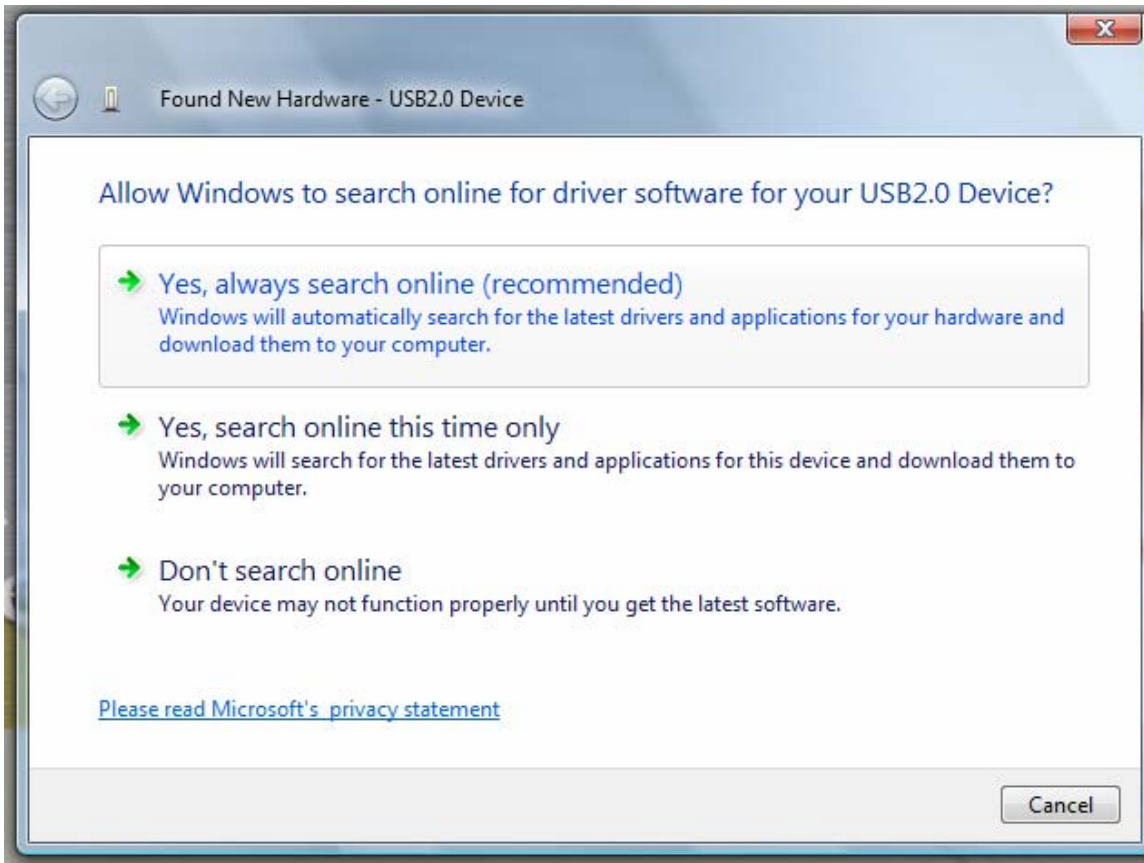 Found New Hardware - USB2.0 Device
Allow Windows to search online for driver software for your USB2.0 Device?
Yes, always search online (recommended)
Windows will automatically search for the latest drivers and applications for your hardware and
download them to your computer.
Yes, search online this time only
Windows will search for the latest drivers and applications for this device and download them to
your computer.
Don't search online
Your device may not function properly until you get the latest software.
Please read Microsoft's privacy statement
Cancel